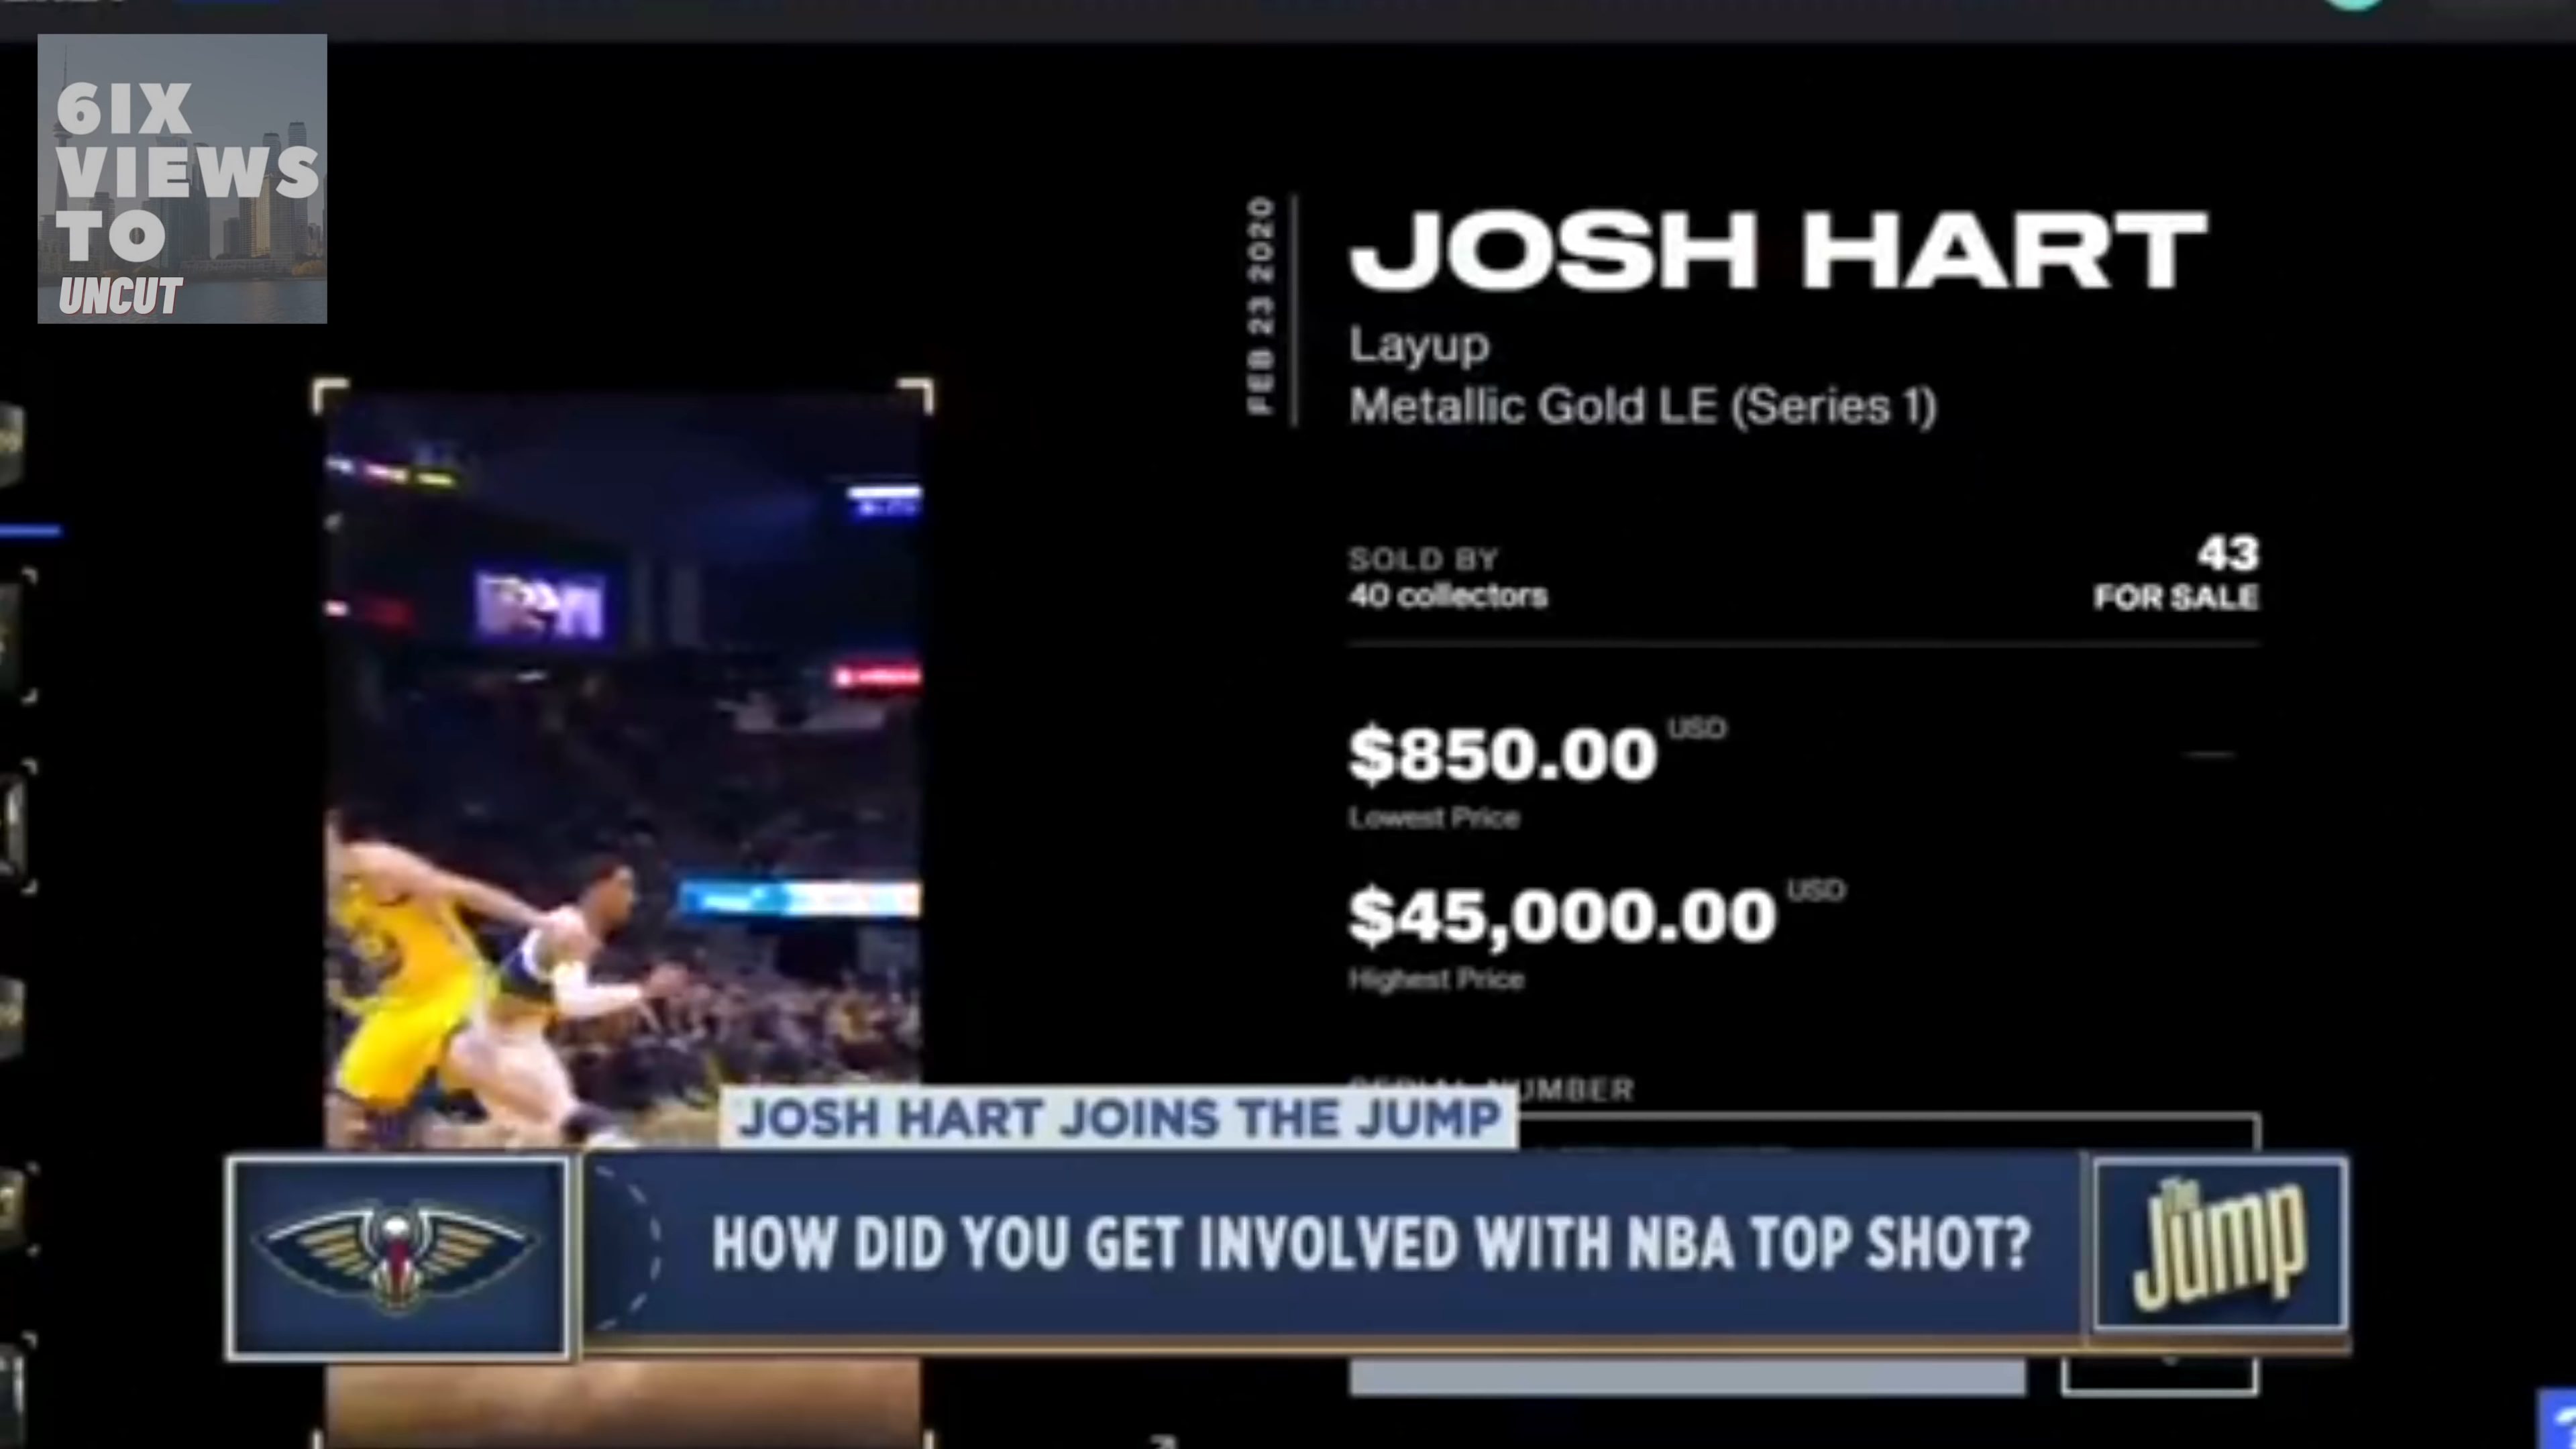 6IX
VIEWS
TO
UNCUT
FEB 23 2020
JOSH HART
Layup
Metallic Gold LE (Series 1)
SOLD BY
40 collectors
43
FOR SALE
$850.00 USD
Lowest Price
$45,000.00 USD
Highest Price
SERIAL NUMBER
JOSH HART JOINS THE JUMP
HOW DID YOU GET INVOLVED WITH NBA TOP SHOT?
The
Jump